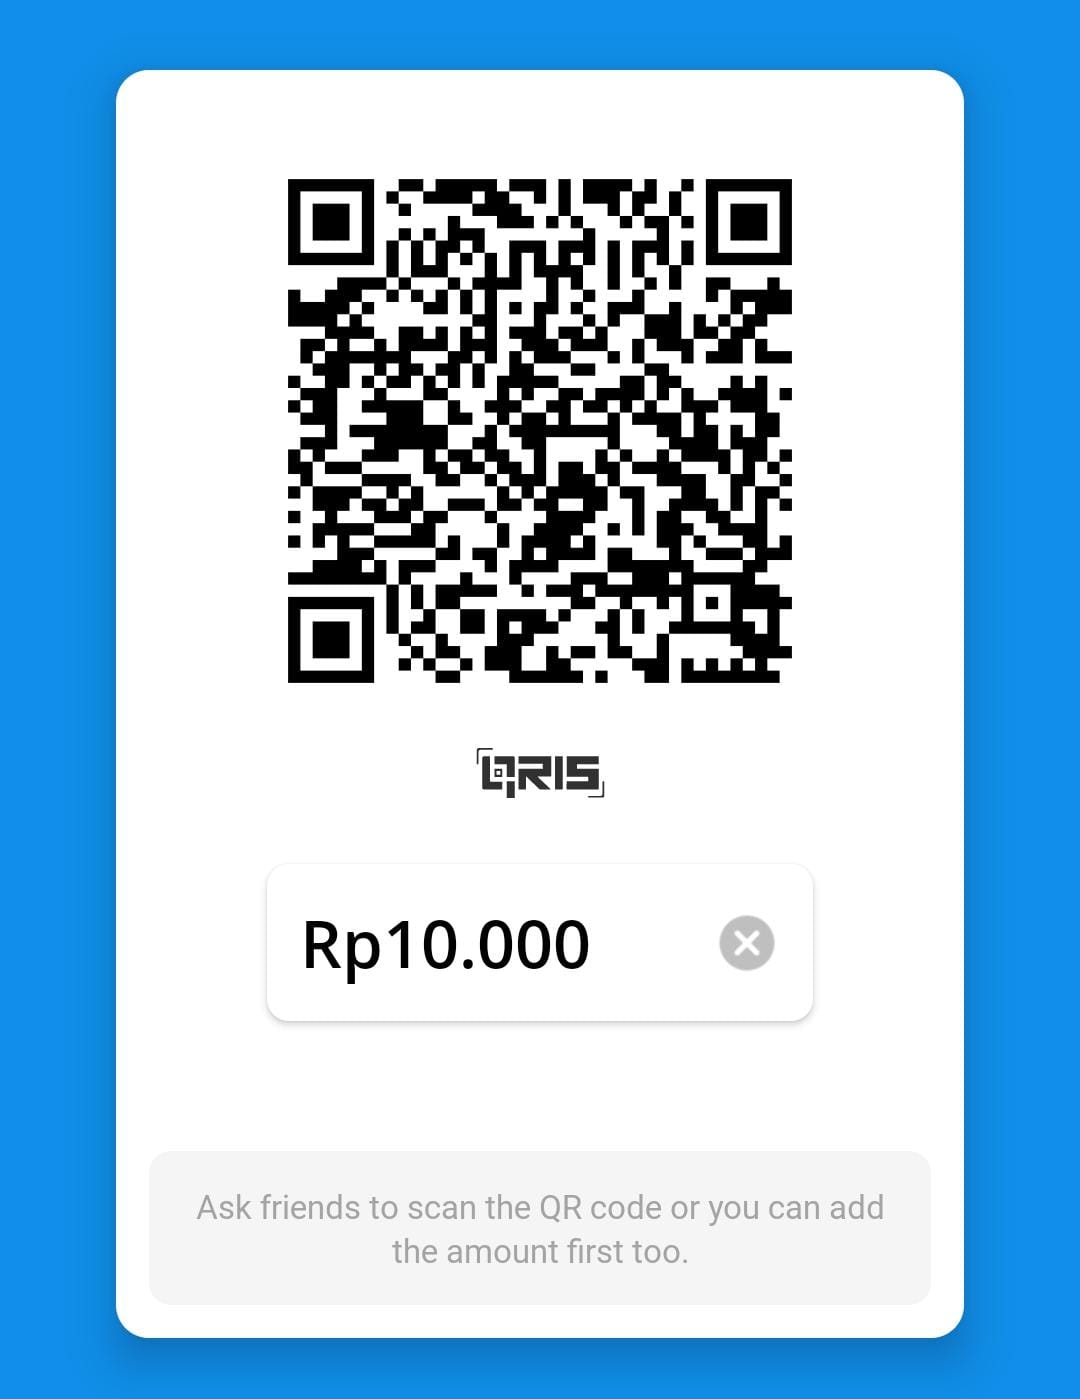 QRIS
Rp10.000
Ask friends to scan the QR code or you can add
the amount first too.